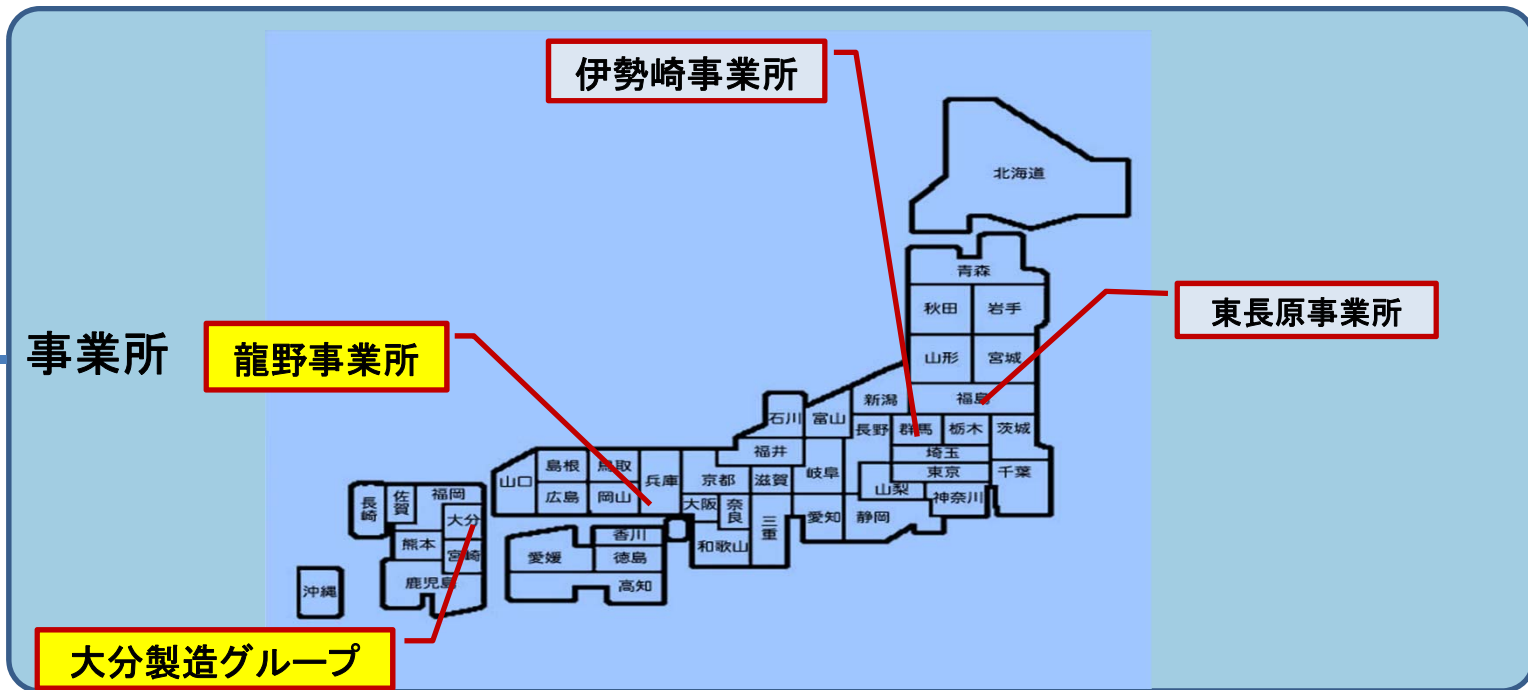 伊勢崎事業所
北海道
青森
秋田
岩手
東長原事業所
事業所
龍野事業所
山形
宮城
新潟
福島
石川
富山
長野
群馬
栃木
茨城
福井
埼玉
山口
島根
鳥取
兵庫
京都
滋賀
岐阜
東京
千葉
山梨
神奈川
広島
岡山
大阪
奈良
三重
愛知
静岡
長崎
佐賀
福岡
大分
熊本
宮崎
鹿児島
沖縄
香川
愛媛
徳島
高知
和歌山
大分製造グループ